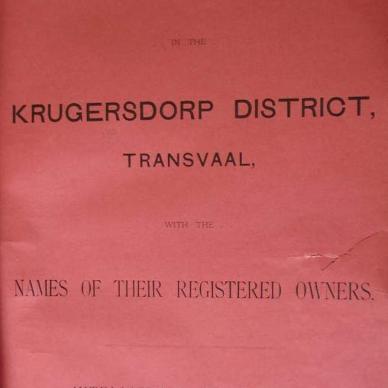 IN THE
KRUGERSDORP DISTRICT,
TRANSVAAL,
WITH THE
NAMES OF THEIR REGISTERED OWNERS.